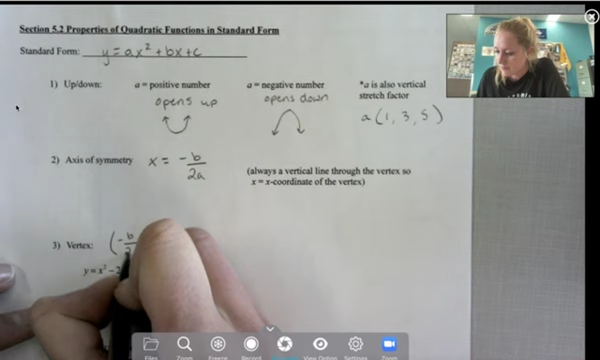 Section 5.2 Properties of Quadratic Functions in Standard Form
Standard Form: y = ax² + bx + c
1) Up/down: a = positive number a = negative number *a is also vertical
opens up opens down stretch factor
a (1, 3, 5)
2) Axis of symmetry x = -b/2a (always a vertical line through the vertex so
x = x-coordinate of the vertex)
3) Vertex: (-b/2
y = x² – 2
Files Zoom Freeze Record View Option Settings Zoom